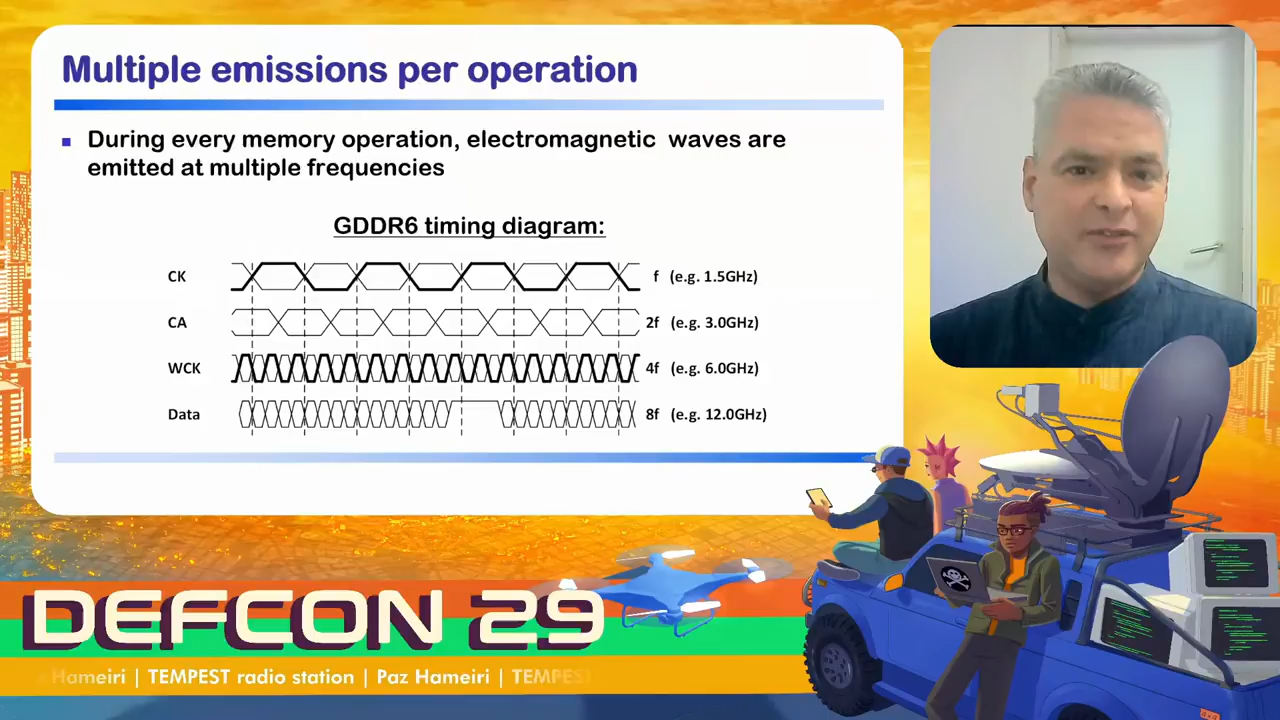 Multiple emissions per operation
During every memory operation, electromagnetic waves are
emitted at multiple frequencies
GDDR6 timing diagram:
CK f (e.g. 1.5GHz)
CA 2f (e.g. 3.0GHz)
WCK 4f (e.g. 6.0GHz)
Data 8f (e.g. 12.0GHz)
DEFCON 29
Hameiri | TEMPEST radio station | Paz Hameiri | TEMPEST